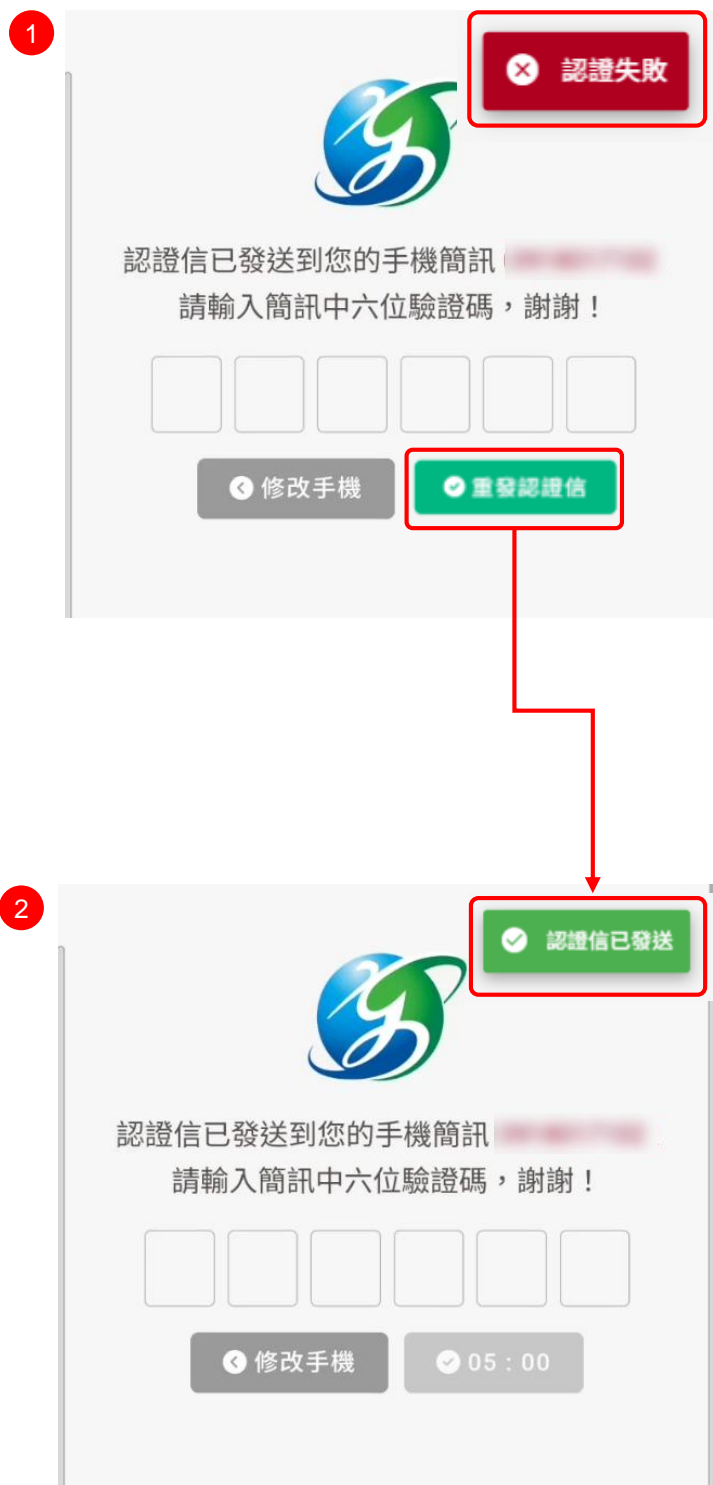 1
認證失敗
認證信已發送到您的手機簡訊
請輸入簡訊中六位驗證碼，謝謝！
修改手機
重發認證信
2
認證信已發送
認證信已發送到您的手機簡訊
請輸入簡訊中六位驗證碼，謝謝！
修改手機
05：00